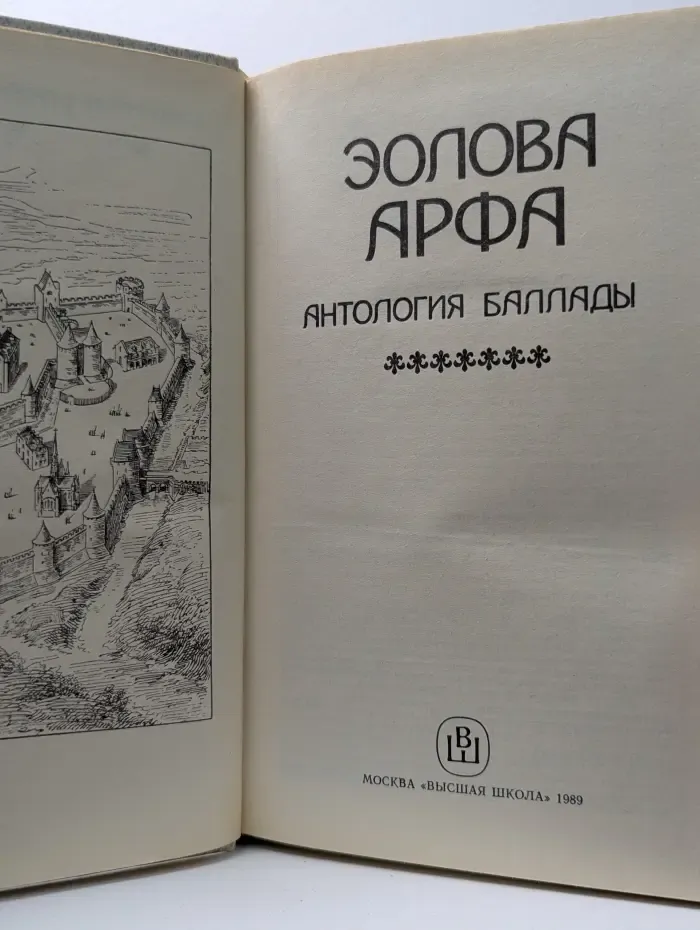 ЭОЛОВА
АРФА
АНТОЛОГИЯ БАЛЛАДЫ
ВШ
МОСКВА «ВЫСШАЯ ШКОЛА» 1989